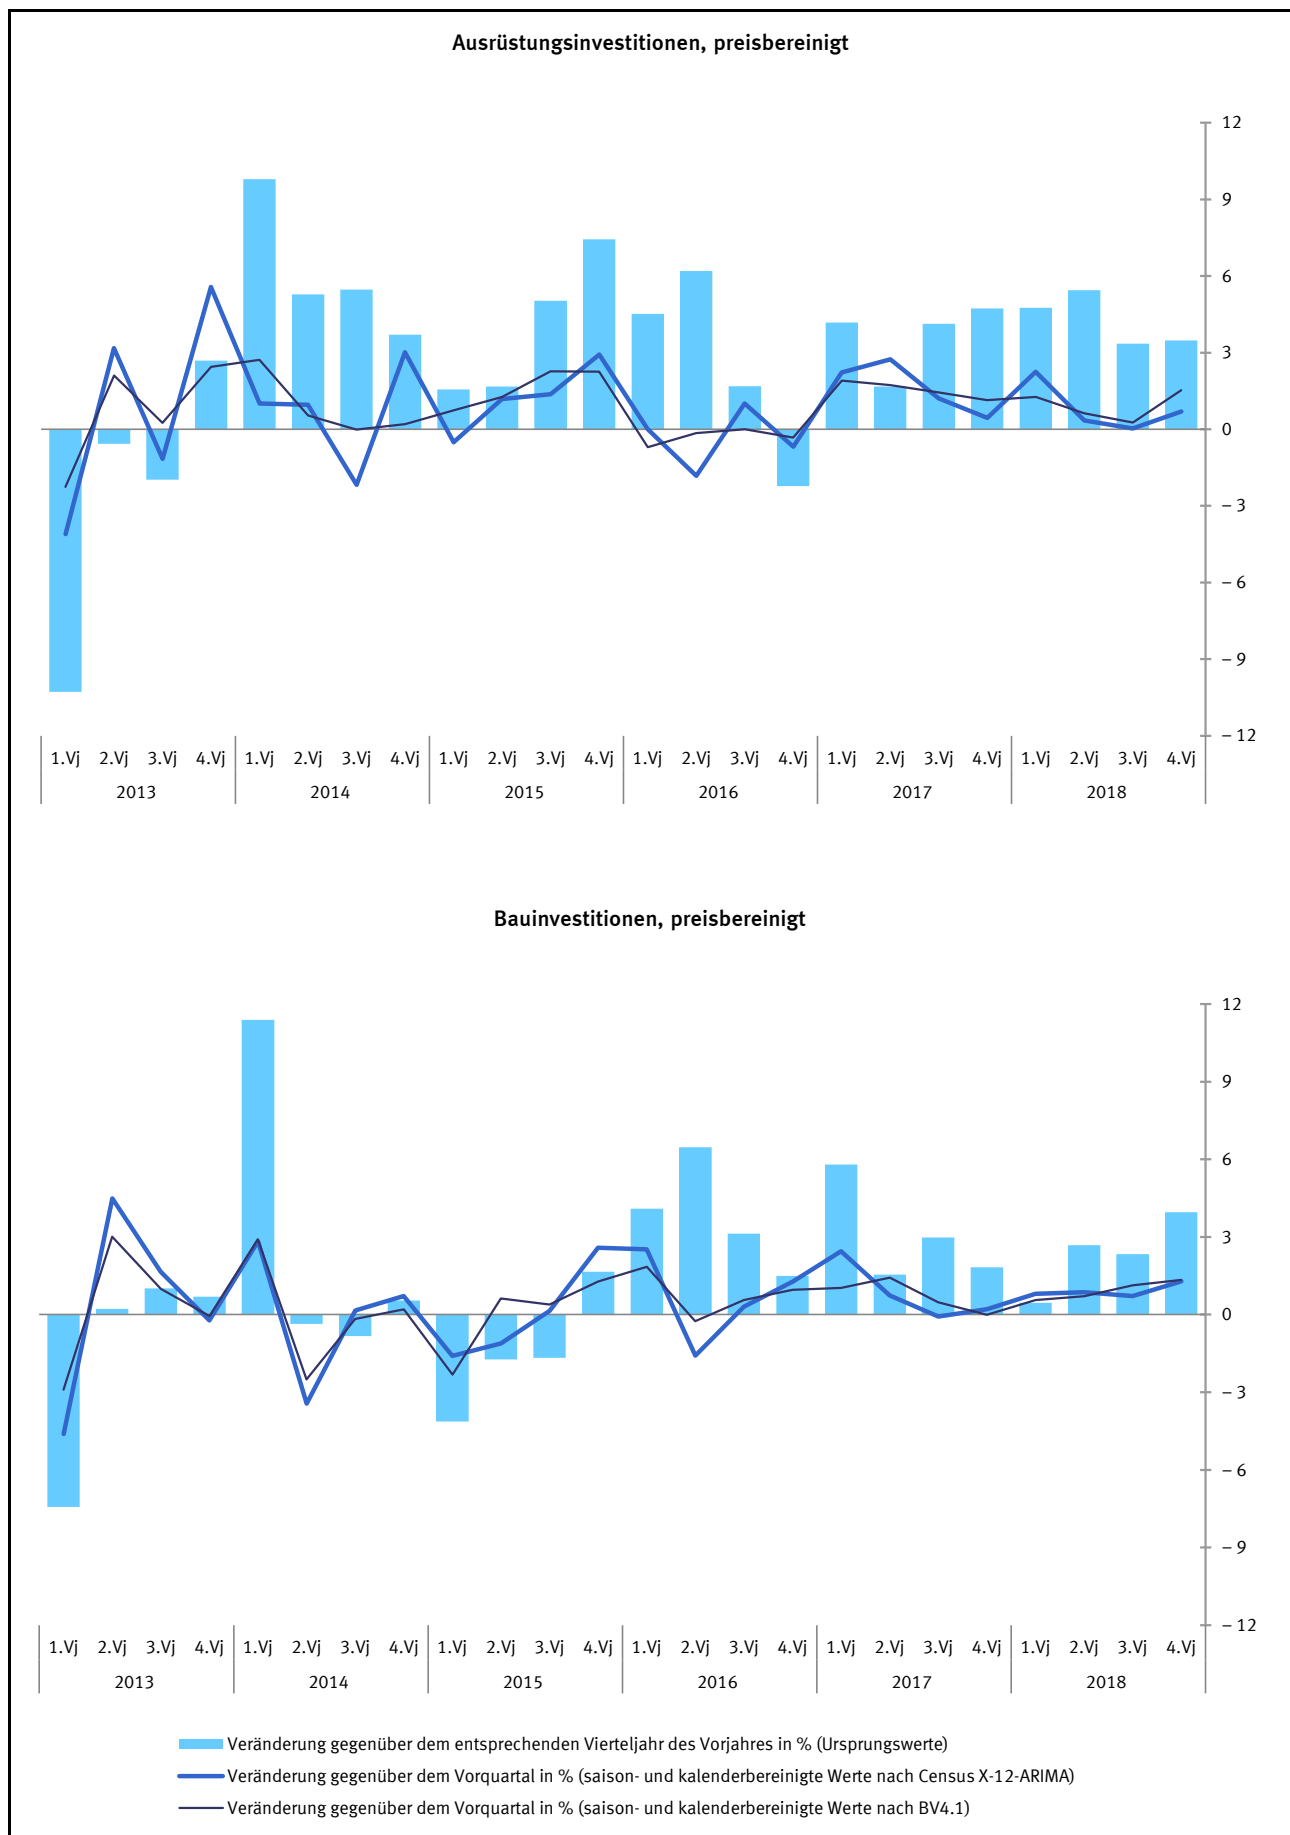 Ausrüstungsinvestitionen, preisbereinigt
12
9
6
3
0
– 3
– 6
– 9
– 12
1.Vj 2.Vj 3.Vj 4.Vj 1.Vj 2.Vj 3.Vj 4.Vj 1.Vj 2.Vj 3.Vj 4.Vj 1.Vj 2.Vj 3.Vj 4.Vj 1.Vj 2.Vj 3.Vj 4.Vj 1.Vj 2.Vj 3.Vj 4.Vj
2013 2014 2015 2016 2017 2018
Bauinvestitionen, preisbereinigt
12
9
6
3
0
– 3
– 6
– 9
– 12
1.Vj 2.Vj 3.Vj 4.Vj 1.Vj 2.Vj 3.Vj 4.Vj 1.Vj 2.Vj 3.Vj 4.Vj 1.Vj 2.Vj 3.Vj 4.Vj 1.Vj 2.Vj 3.Vj 4.Vj 1.Vj 2.Vj 3.Vj 4.Vj
2013 2014 2015 2016 2017 2018
Veränderung gegenüber dem entsprechenden Vierteljahr des Vorjahres in % (Ursprungswerte)
Veränderung gegenüber dem Vorquartal in % (saison- und kalenderbereinigte Werte nach Census X-12-ARIMA)
Veränderung gegenüber dem Vorquartal in % (saison- und kalenderbereinigte Werte nach BV4.1)